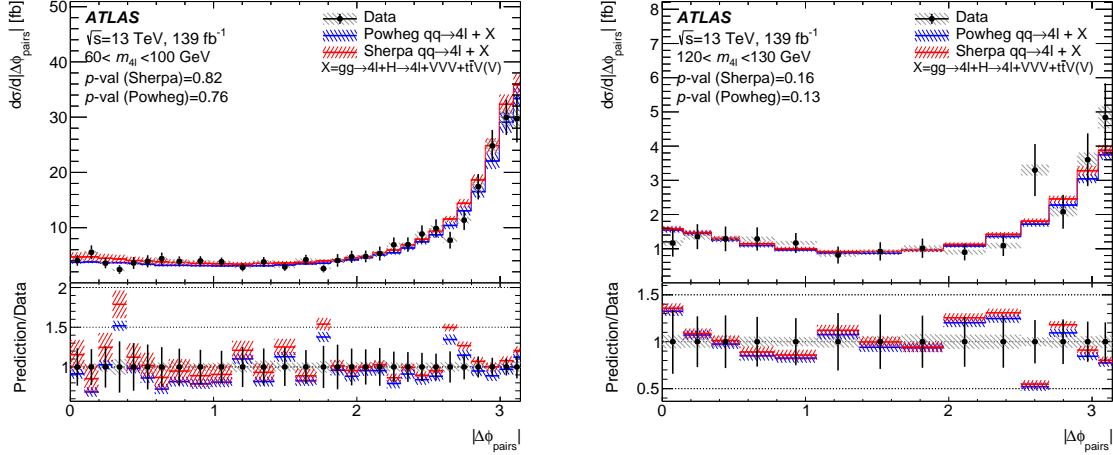 ATLAS
√s=13 TeV, 139 fb⁻¹
60< m₄ₗ <100 GeV
p-val (Sherpa)=0.82
p-val (Powheg)=0.76
Data
Powheg qq→4l + X
Sherpa qq→4l + X
X=gg→4l+H→4l+VVV+tt̄V(V)
dσ/d|Δϕpairs| [fb]
50
40
30
20
10
Prediction/Data
2
1.5
1
0
1
2
3
|Δϕpairs|
ATLAS
√s=13 TeV, 139 fb⁻¹
120< m₄ₗ <130 GeV
p-val (Sherpa)=0.16
p-val (Powheg)=0.13
Data
Powheg qq→4l + X
Sherpa qq→4l + X
X=gg→4l+H→4l+VVV+tt̄V(V)
dσ/d|Δϕpairs| [fb]
8
7
6
5
4
3
2
1
0
Prediction/Data
1.5
1
0.5
0
1
2
3
|Δϕpairs|